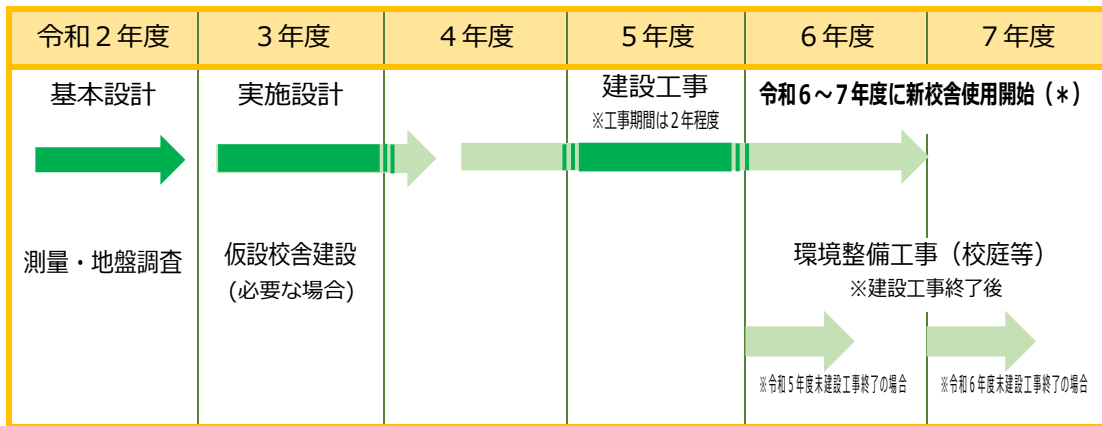 令和２年度
３年度
４年度
５年度
６年度
７年度
基本設計
実施設計
建設工事
※工事期間は２年程度
令和６～７年度に新校舎使用開始（＊）
測量・地盤調査
仮設校舎建設
(必要な場合)
環境整備工事（校庭等）
※建設工事終了後
※令和５年度末建設工事終了の場合
※令和６年度末建設工事終了の場合